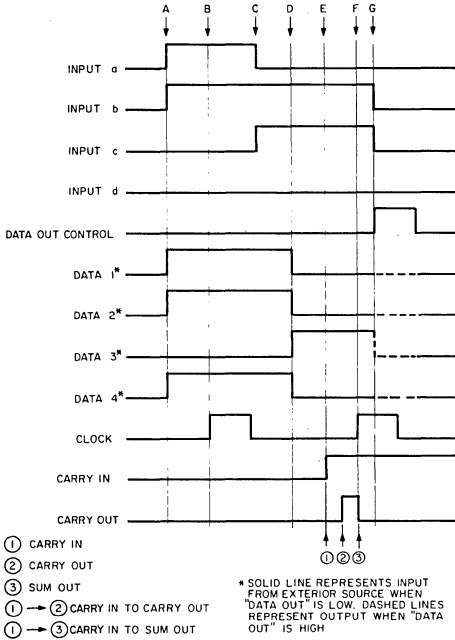 A B C D E F G
INPUT a
INPUT b
INPUT c
INPUT d
DATA OUT CONTROL
DATA 1*
DATA 2*
DATA 3*
DATA 4*
CLOCK
CARRY IN
CARRY OUT
① ② ③
① CARRY IN
② CARRY OUT
③ SUM OUT
① → ② CARRY IN TO CARRY OUT
① → ③ CARRY IN TO SUM OUT
* SOLID LINE REPRESENTS INPUT
FROM EXTERIOR SOURCE WHEN
"DATA OUT" IS LOW. DASHED LINES
REPRESENT OUTPUT WHEN "DATA
OUT" IS HIGH